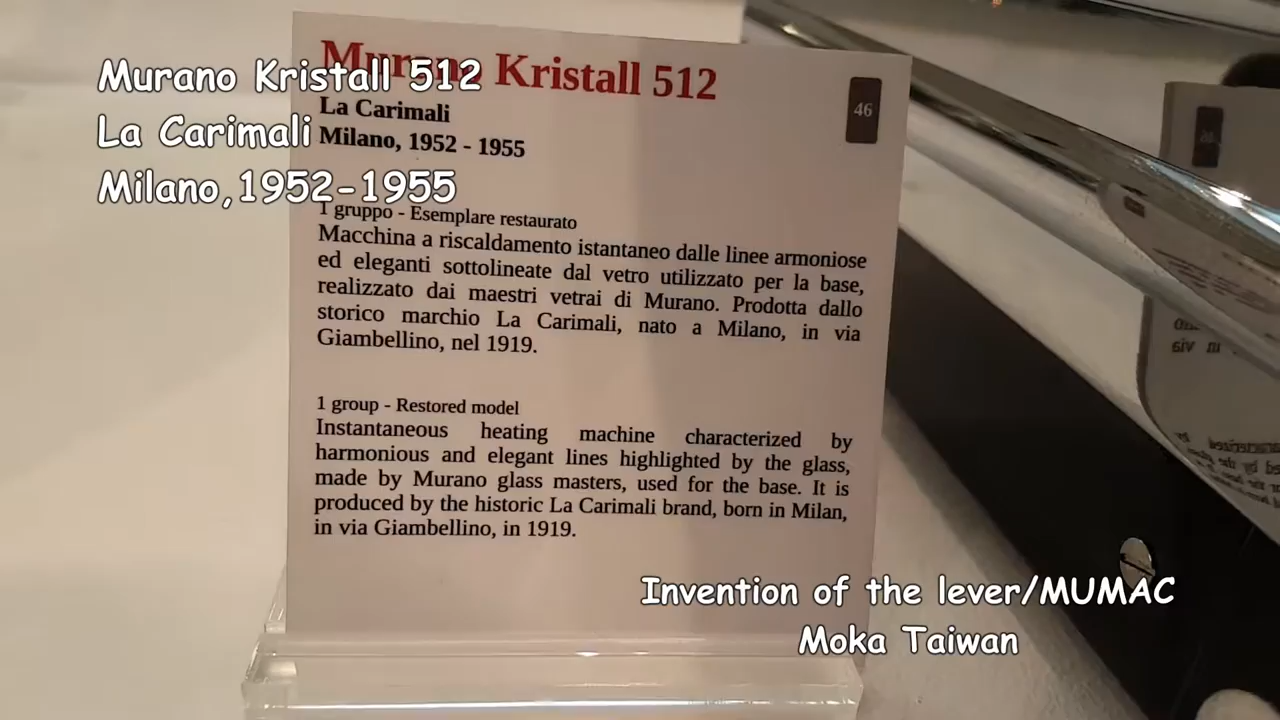 Murano Kristall 512
La Carimali
Milano,1952-1955
Murano Kristall 512
46
La Carimali
Milano, 1952 - 1955
1 gruppo - Esemplare restaurato
Macchina a riscaldamento istantaneo dalle linee armoniose
ed eleganti sottolineate dal vetro utilizzato per la base,
realizzato dai maestri vetrai di Murano. Prodotta dallo
storico marchio La Carimali, nato a Milano, in via
Giambellino, nel 1919.
1 group - Restored model
Instantaneous heating machine characterized by
harmonious and elegant lines highlighted by the glass,
made by Murano glass masters, used for the base. It is
produced by the historic La Carimali brand, born in Milan,
in via Giambellino, in 1919.
Invention of the lever/MUMAC
Moka Taiwan